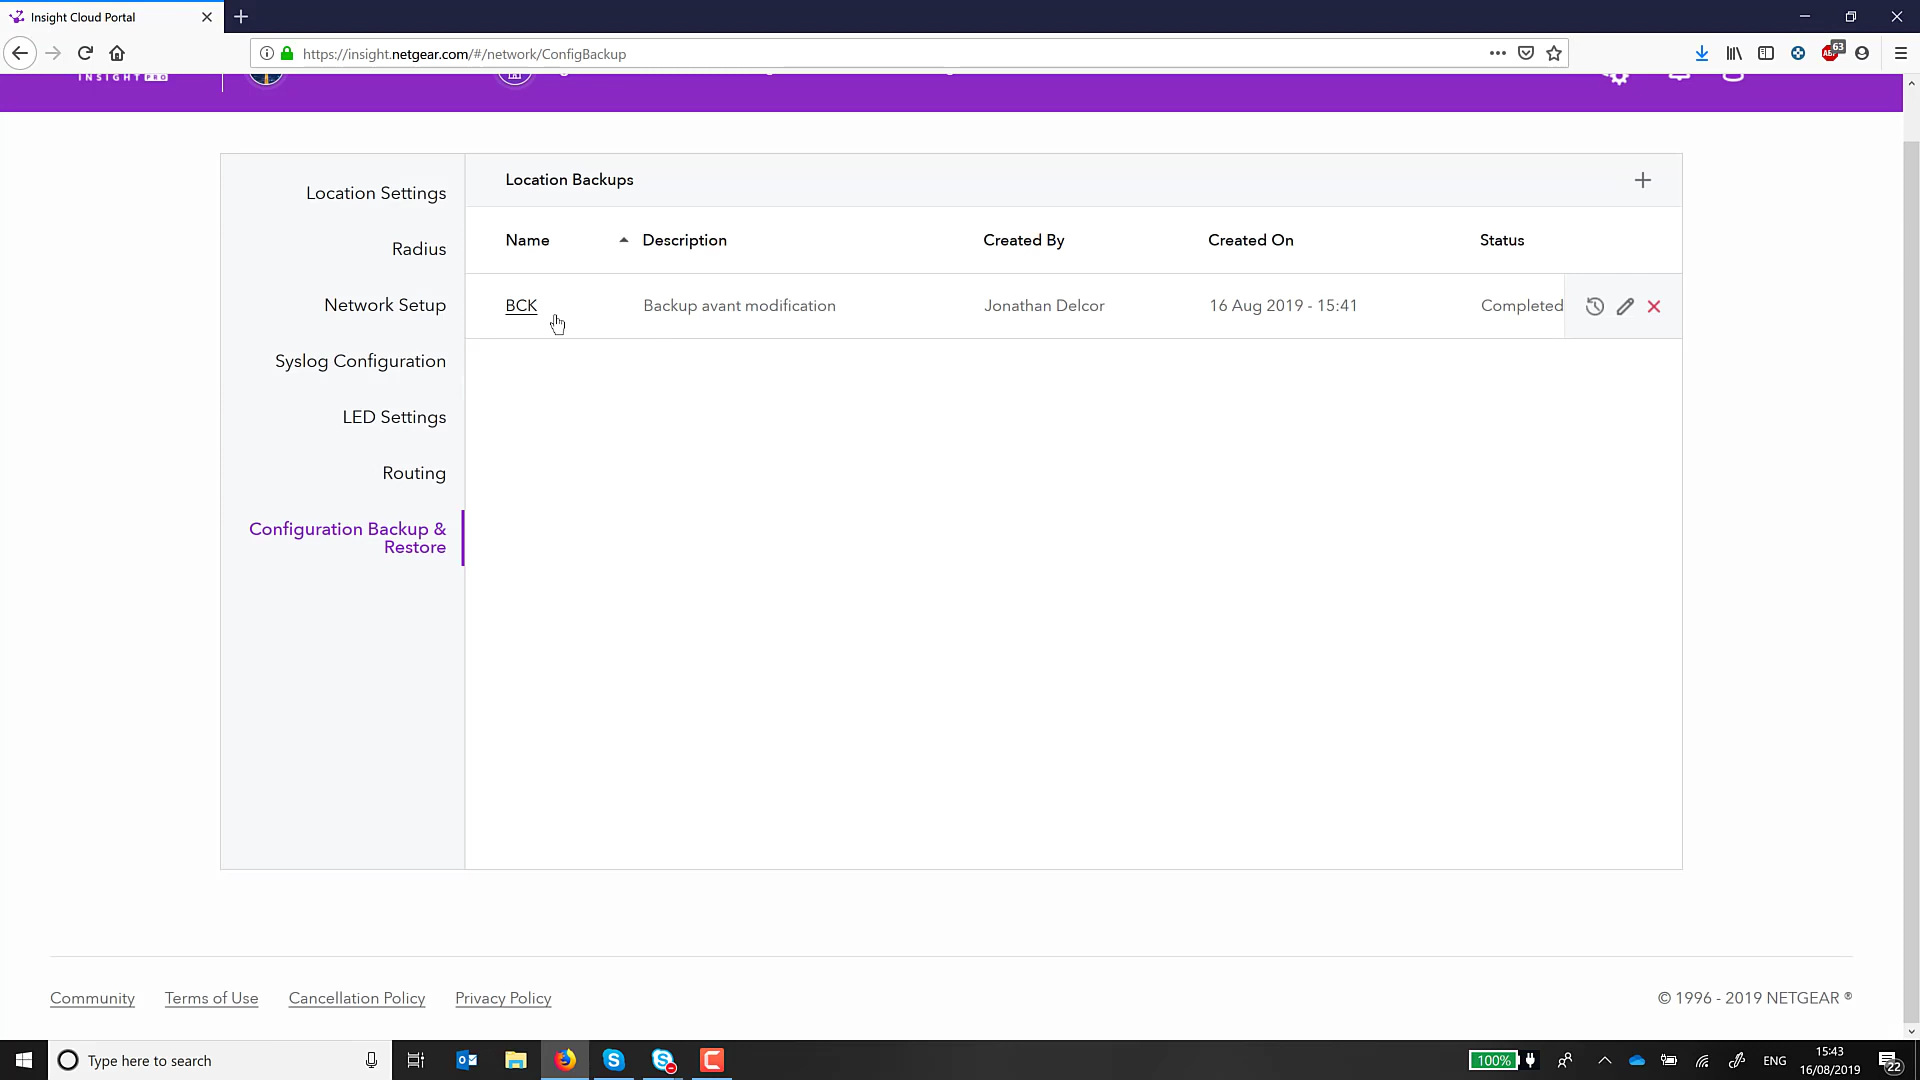 Insight Cloud Portal
https://insight.netgear.com/#/network/ConfigBackup
63
INSIGHT PRO
Location Settings
Radius
Network Setup
Syslog Configuration
LED Settings
Routing
Configuration Backup &
Restore
Location Backups
Name Description Created By Created On Status
BCK Backup avant modification Jonathan Delcor 16 Aug 2019 - 15:41 Completed
Community Terms of Use Cancellation Policy Privacy Policy © 1996 - 2019 NETGEAR ®
Type here to search
100%
ENG
15:43
16/08/2019
22